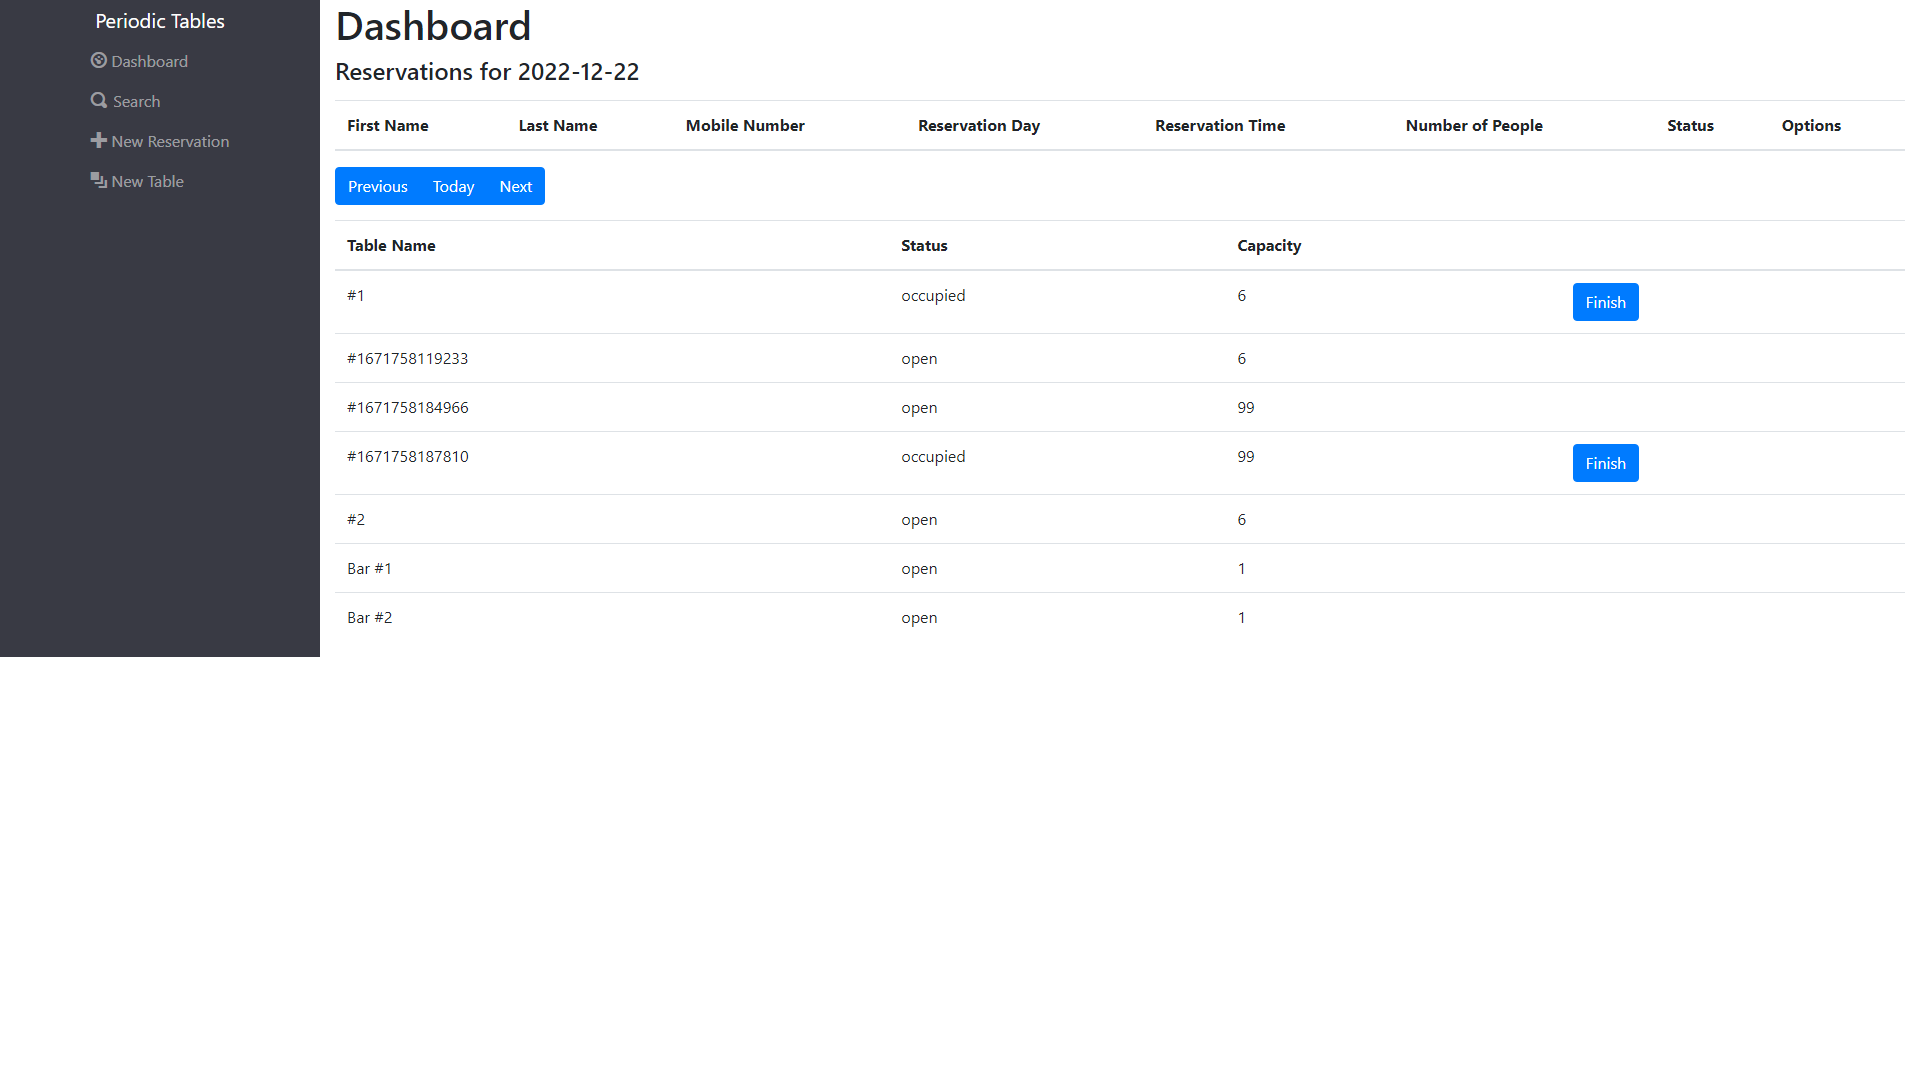 Periodic Tables
Dashboard
Search
New Reservation
New Table
Dashboard
Reservations for 2022-12-22
First Name Last Name Mobile Number Reservation Day Reservation Time Number of People Status Options
Previous Today Next
Table Name Status Capacity
#1 occupied 6 Finish
#1671758119233 open 6
#1671758184966 open 99
#1671758187810 occupied 99 Finish
#2 open 6
Bar #1 open 1
Bar #2 open 1